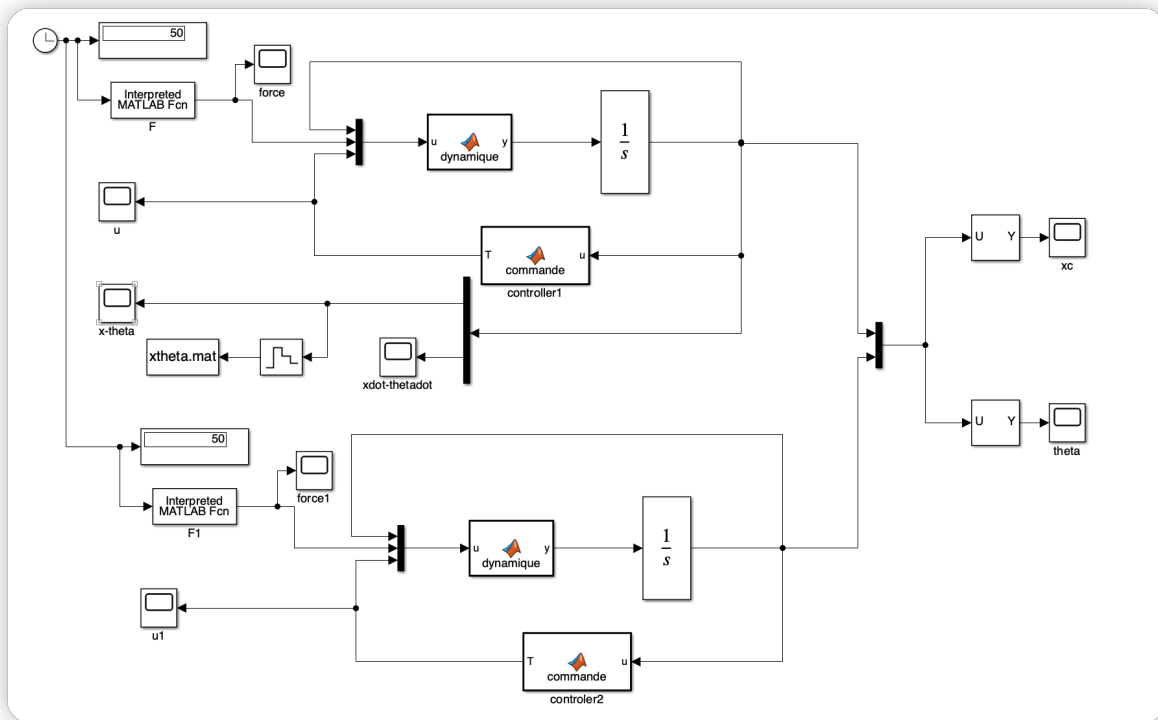 50
Interpreted
MATLAB Fcn
F
force
u
y
dynamique
1
s
u
T
u
commande
controller1
x-theta
xtheta.mat
xdot-thetadot
U
Y
xc
U
Y
theta
50
Interpreted
MATLAB Fcn
F1
force1
u
y
dynamique
1
s
u1
T
u
commande
controler2